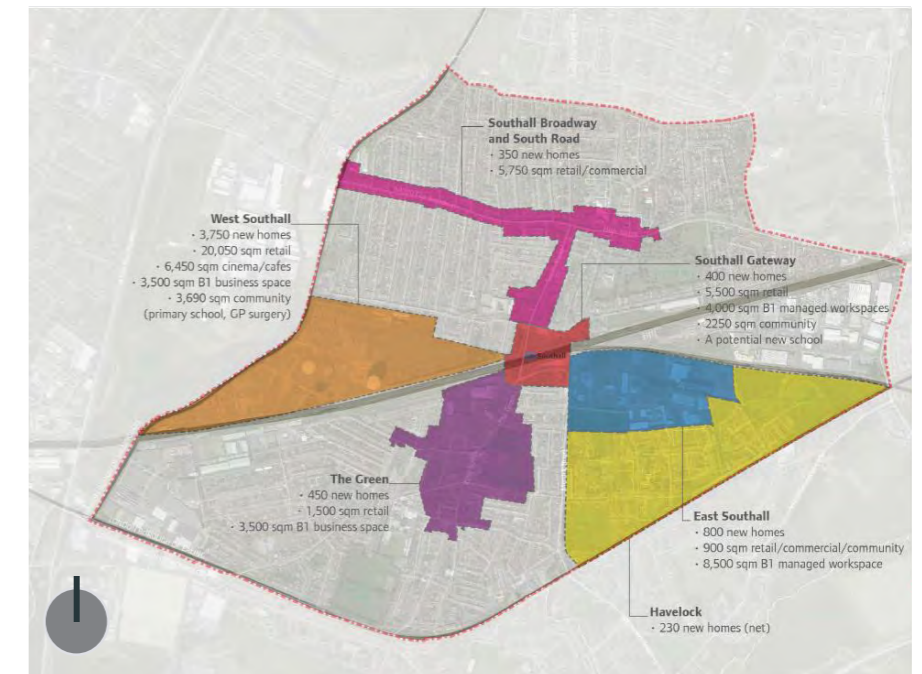 Southall Broadway
and South Road
· 350 new homes
· 5,750 sqm retail/commercial
West Southall
· 3,750 new homes
· 20,050 sqm retail
· 6,450 sqm cinema/cafes
· 3,500 sqm B1 business space
· 3,690 sqm community
(primary school, GP surgery)
Southall Gateway
· 400 new homes
· 5,500 sqm retail
· 4,000 sqm B1 managed workspaces
· 2250 sqm community
· A potential new school
Southall
The Green
· 450 new homes
· 1,500 sqm retail
· 3,500 sqm B1 business space
East Southall
· 800 new homes
· 900 sqm retail/commercial/community
· 8,500 sqm B1 managed workspace
Havelock
· 230 new homes (net)